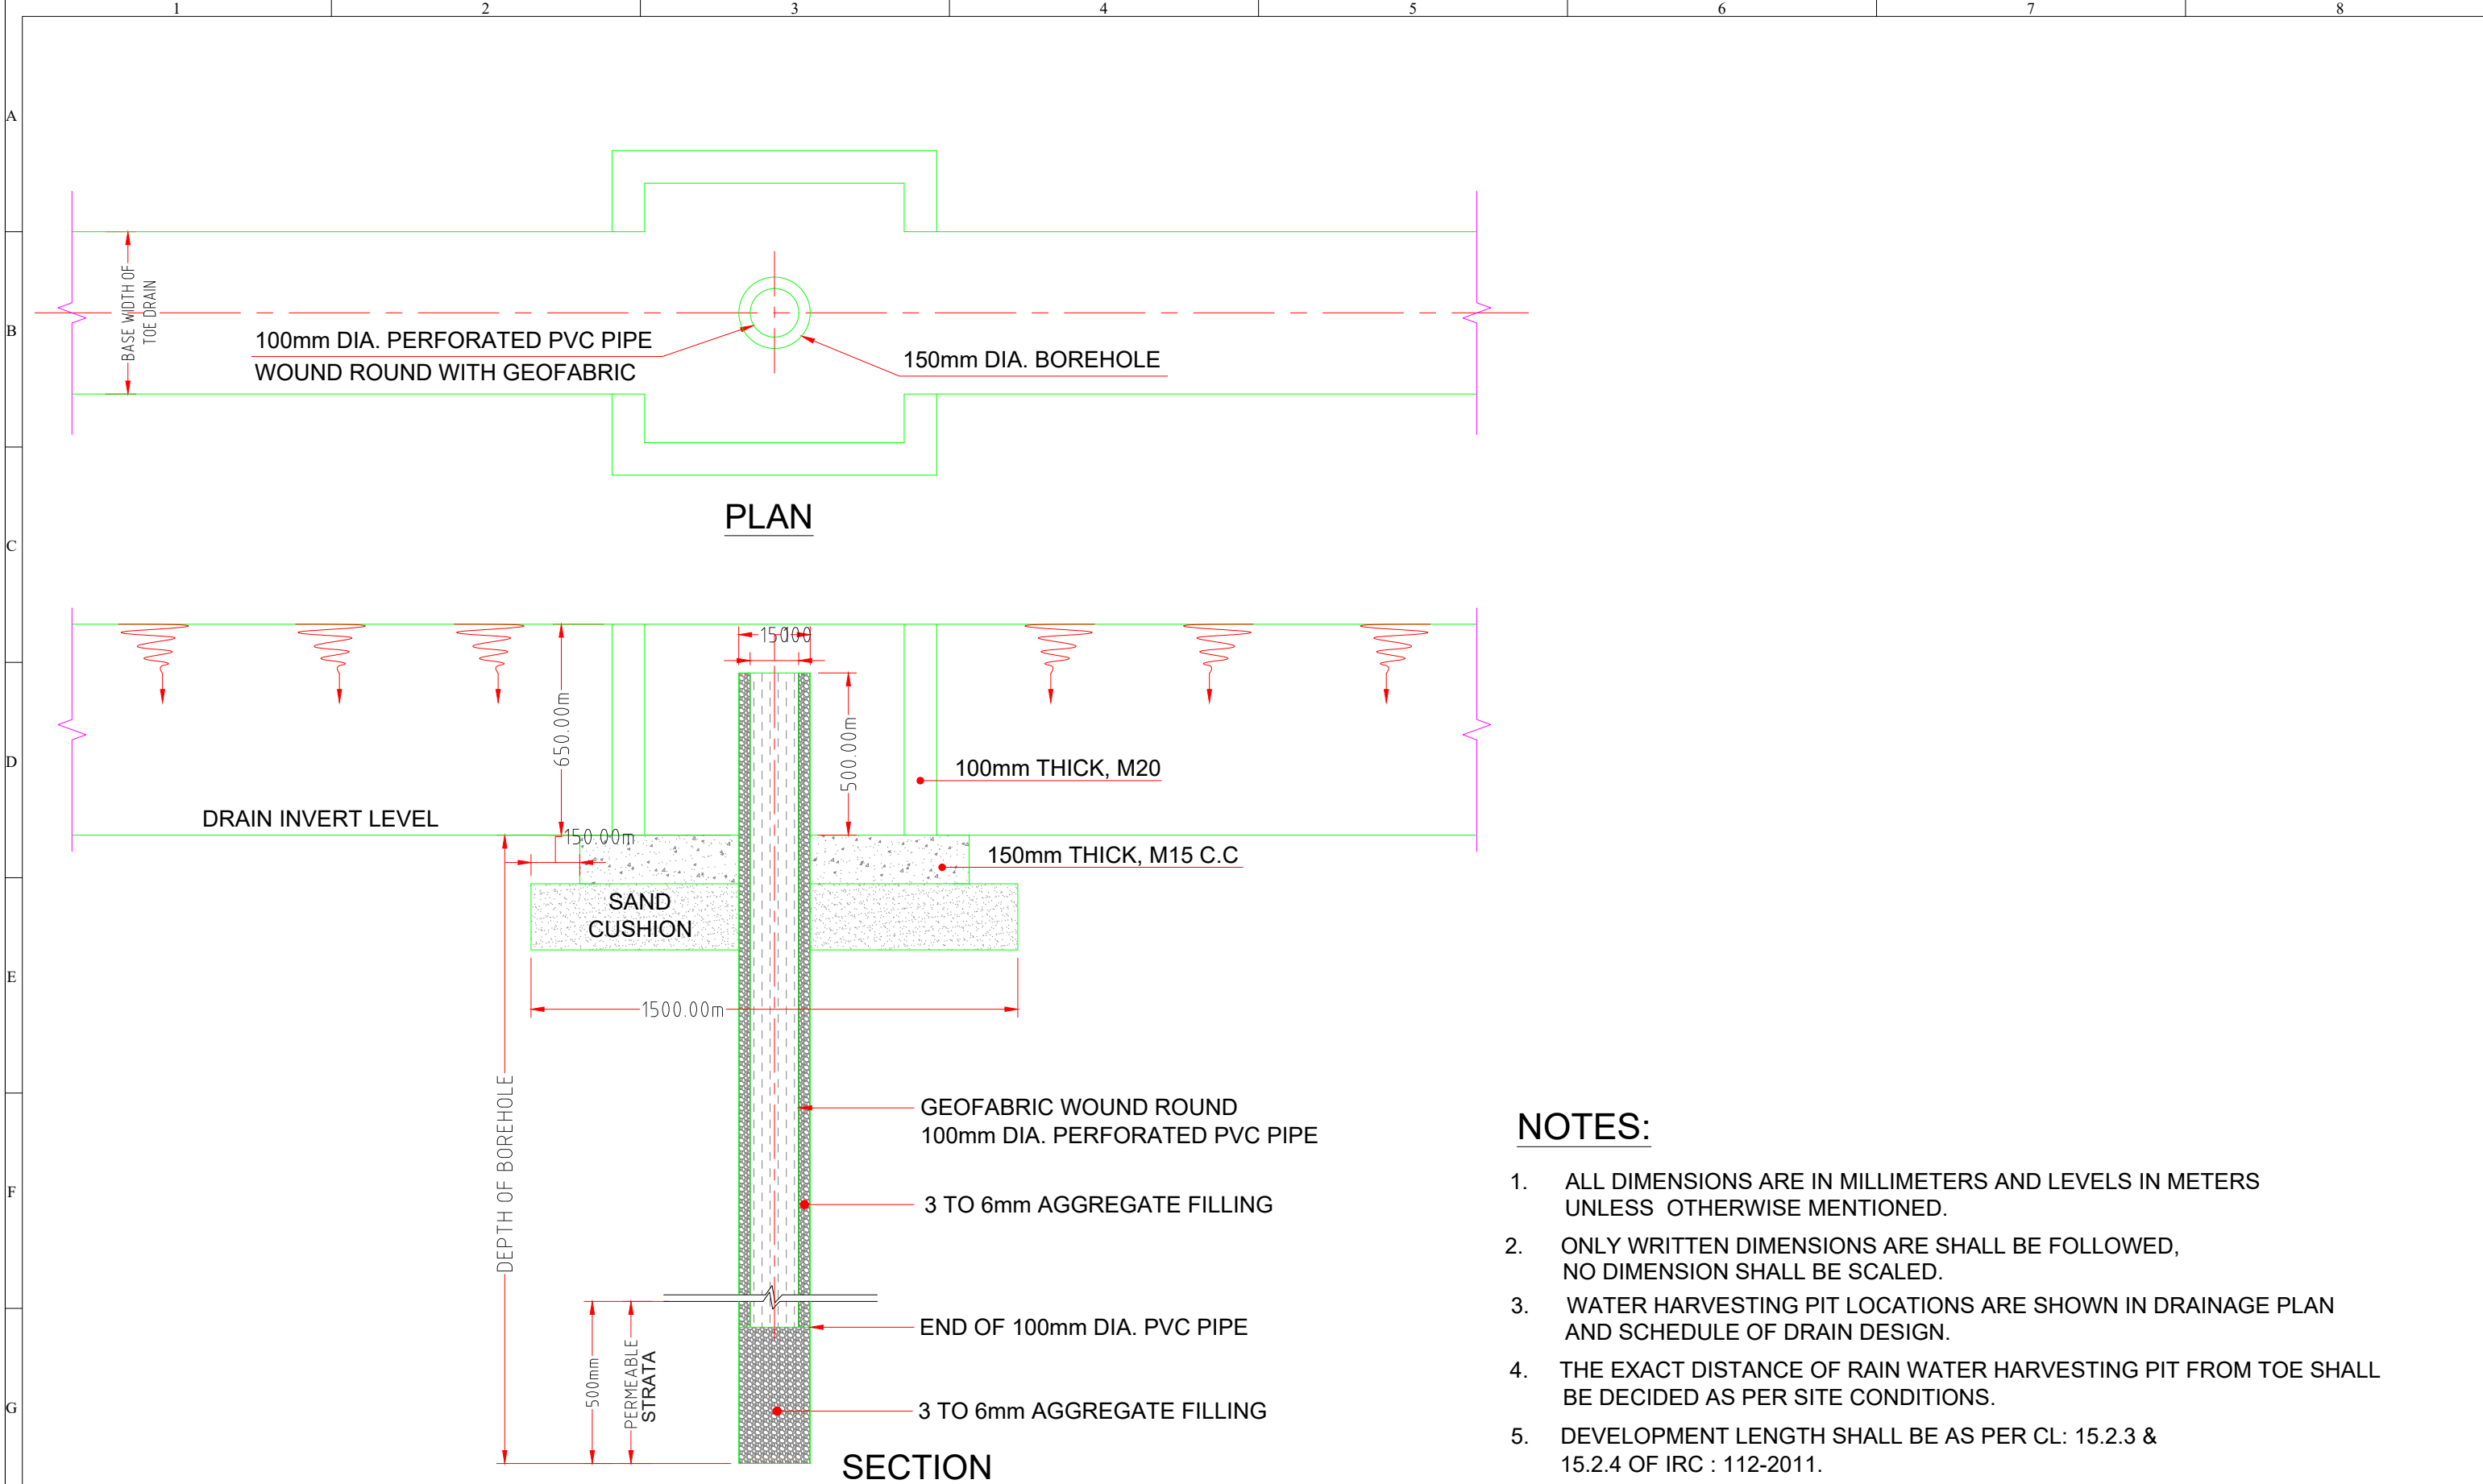 1 2 3 4 5 6 7 8
A
B
C
D
E
F
G
BASE WIDTH OF
TOE DRAIN
100mm DIA. PERFORATED PVC PIPE
WOUND ROUND WITH GEOFABRIC
150mm DIA. BOREHOLE
PLAN
650.00m
500.00m
100mm THICK, M20
DRAIN INVERT LEVEL
150.00m
150mm THICK, M15 C.C
SAND
CUSHION
1500.00m
DEPTH OF BOREHOLE
GEOFABRIC WOUND ROUND
100mm DIA. PERFORATED PVC PIPE
3 TO 6mm AGGREGATE FILLING
END OF 100mm DIA. PVC PIPE
500mm
PERMEABLE
STRATA
3 TO 6mm AGGREGATE FILLING
SECTION
NOTES:
1. ALL DIMENSIONS ARE IN MILLIMETERS AND LEVELS IN METERS
UNLESS OTHERWISE MENTIONED.
2. ONLY WRITTEN DIMENSIONS ARE SHALL BE FOLLOWED,
NO DIMENSION SHALL BE SCALED.
3. WATER HARVESTING PIT LOCATIONS ARE SHOWN IN DRAINAGE PLAN
AND SCHEDULE OF DRAIN DESIGN.
4. THE EXACT DISTANCE OF RAIN WATER HARVESTING PIT FROM TOE SHALL
BE DECIDED AS PER SITE CONDITIONS.
5. DEVELOPMENT LENGTH SHALL BE AS PER CL: 15.2.3 &
15.2.4 OF IRC : 112-2011.